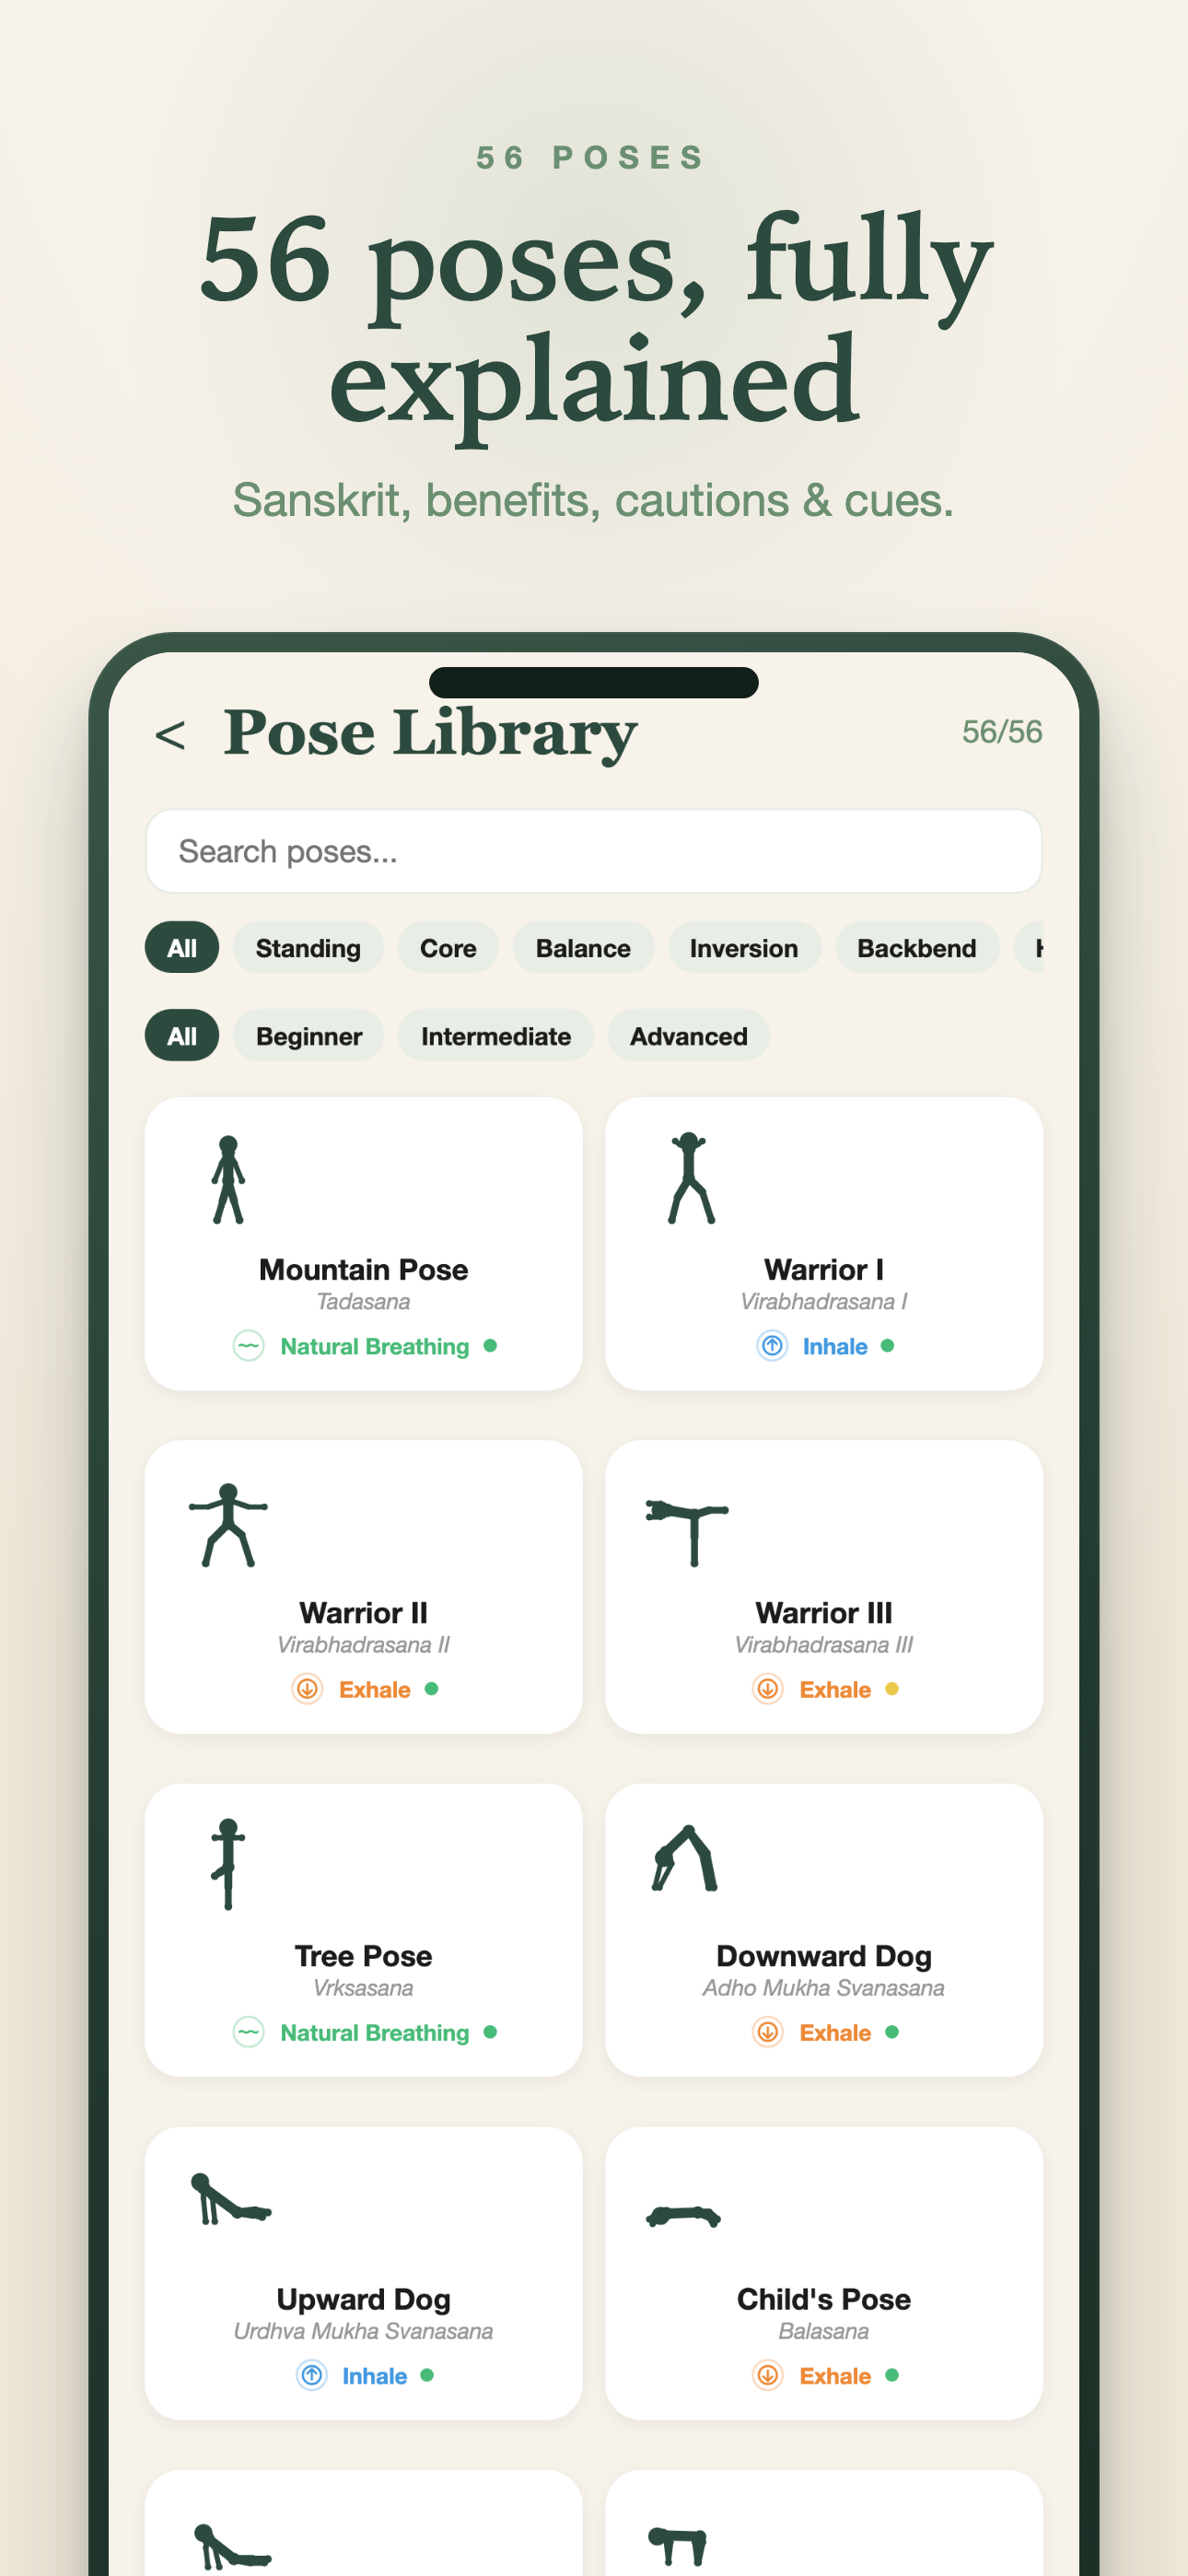 56 POSES
56 poses, fully
explained
Sanskrit, benefits, cautions & cues.
< Pose Library 56/56
Search poses...
All Standing Core Balance Inversion Backbend
All Beginner Intermediate Advanced
Mountain Pose
Tadasana
Natural Breathing
Warrior I
Virabhadrasana I
Inhale
Warrior II
Virabhadrasana II
Exhale
Warrior III
Virabhadrasana III
Exhale
Tree Pose
Vrksasana
Natural Breathing
Downward Dog
Adho Mukha Svanasana
Exhale
Upward Dog
Urdhva Mukha Svanasana
Inhale
Child's Pose
Balasana
Exhale